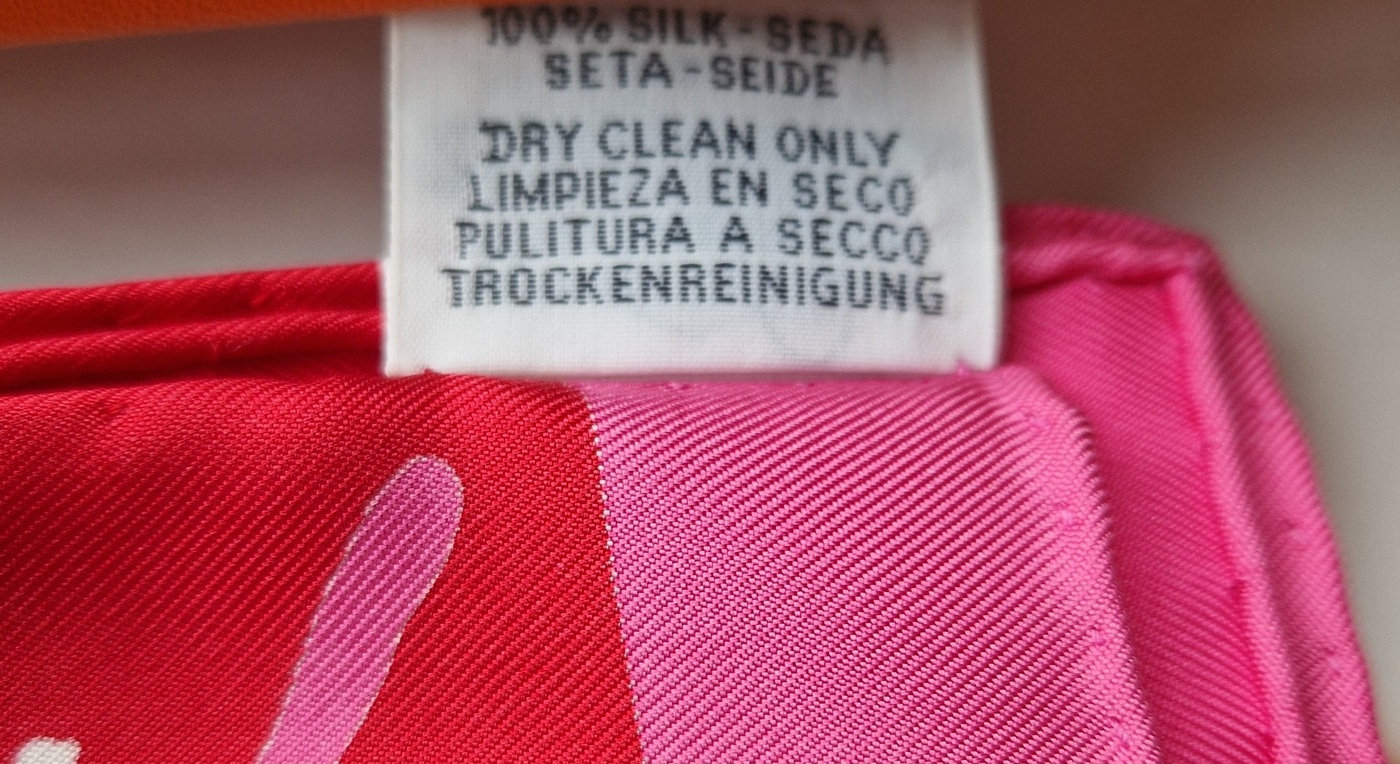 100% SILK-SEDA
SETA-SEIDE
DRY CLEAN ONLY
LIMPIEZA EN SECO
PULITURA A SECCO
TROCKENREINIGUNG